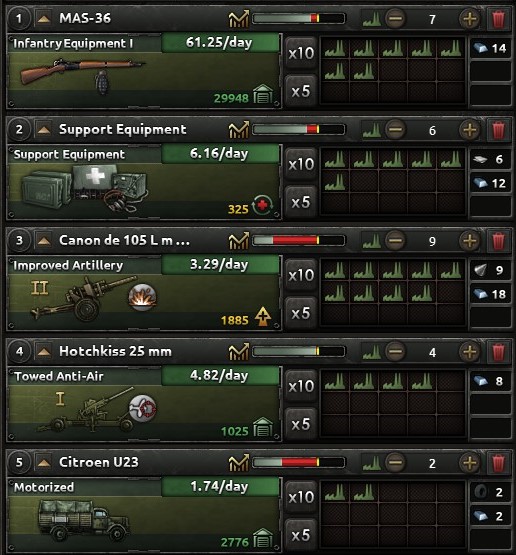 1 MAS-36 7
Infantry Equipment I 61.25/day x10 14
29948 x5
2 Support Equipment 6
Support Equipment 6.16/day x10 6
325 x5 12
3 Canon de 105 L m ... 9
Improved Artillery 3.29/day x10 9
II
1885 x5 18
4 Hotchkiss 25 mm 4
Towed Anti-Air 4.82/day x10 8
I
1025 x5
5 Citroen U23 2
Motorized 1.74/day x10 2
2776 x5 2